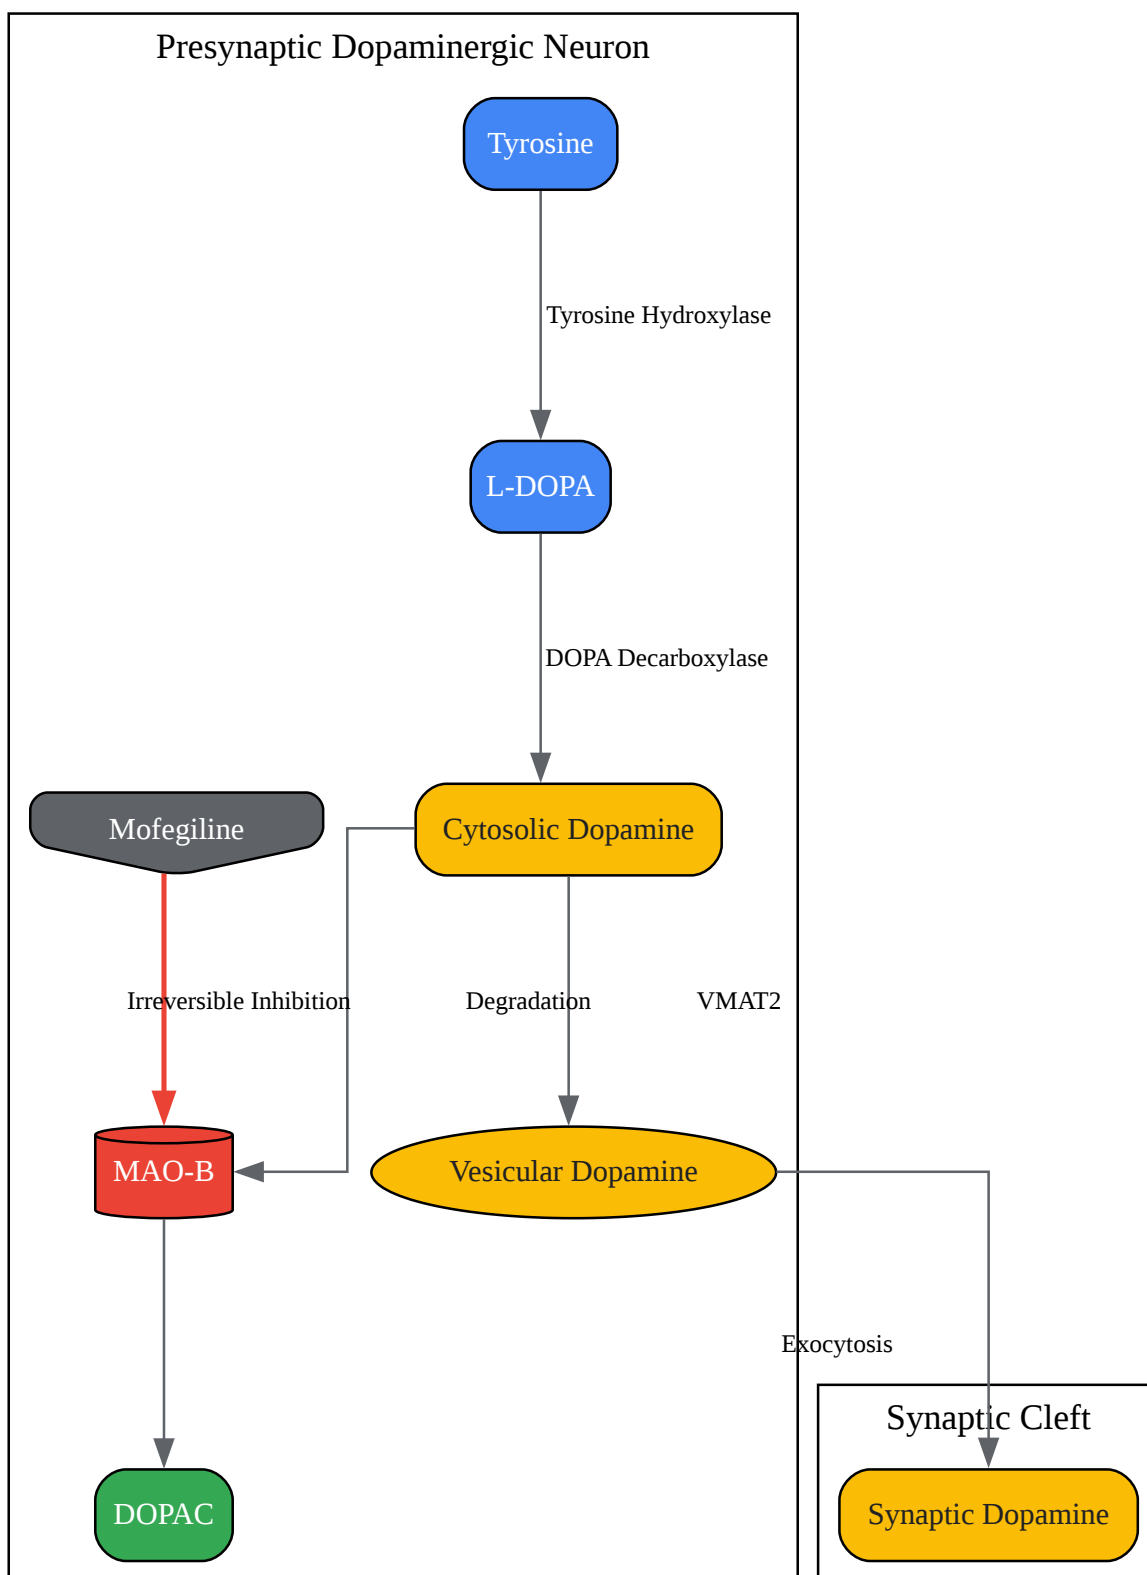 Presynaptic Dopaminergic Neuron
Tyrosine
Tyrosine Hydroxylase
L-DOPA
DOPA Decarboxylase
Mofegiline
Cytosolic Dopamine
Irreversible Inhibition
Degradation
VMAT2
MAO-B
Vesicular Dopamine
Exocytosis
Synaptic Cleft
DOPAC
Synaptic Dopamine